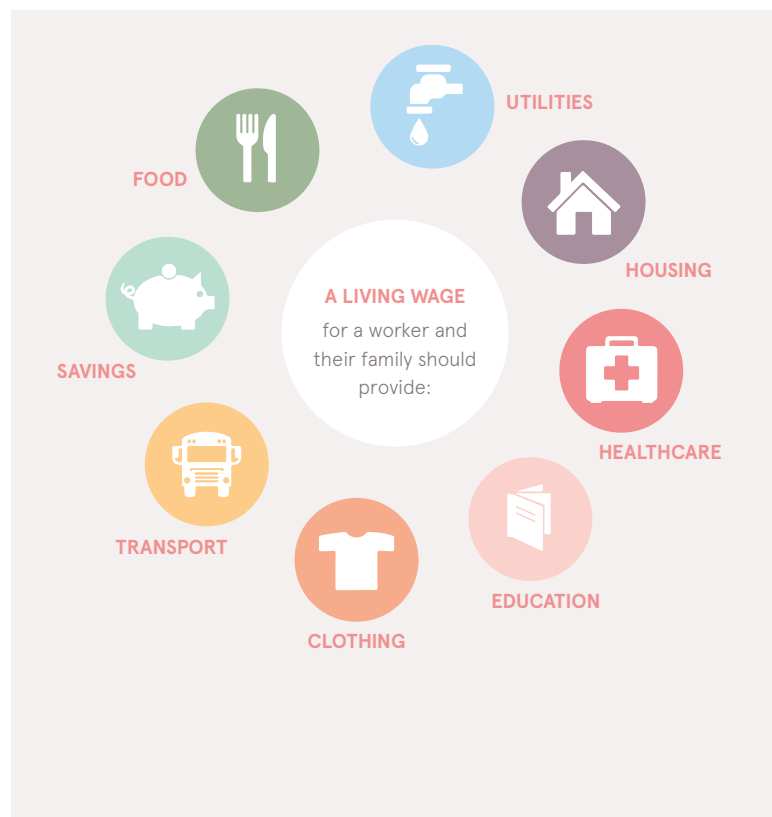 UTILITIES
FOOD
HOUSING
A LIVING WAGE
for a worker and
their family should
provide:
SAVINGS
HEALTHCARE
TRANSPORT
EDUCATION
CLOTHING